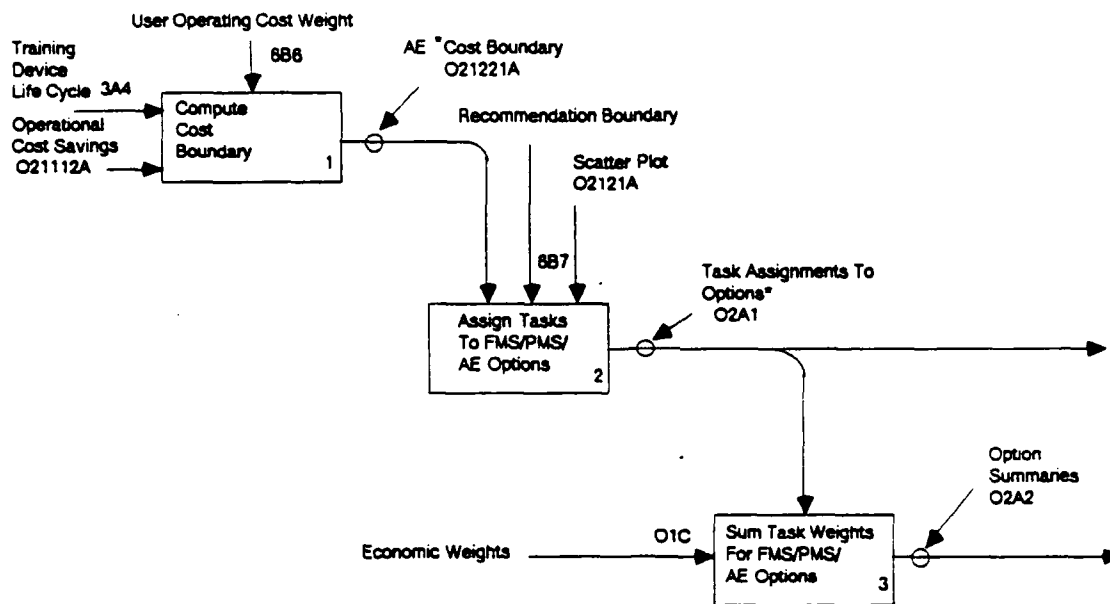 User Operating Cost Weight
6B6
Training
Device
Life Cycle 3A4
Operational
Cost Savings
O21112A
Compute
Cost
Boundary
1
AE *Cost Boundary
O21221A
Recommendation Boundary
Scatter Plot
O2121A
6B7
Assign Tasks
To FMS/PMS/
AE Options
2
Task Assignments To
Options*
O2A1
Option
Summaries
O2A2
Economic Weights
O1C
Sum Task Weights
For FMS/PMS/
AE Options
3